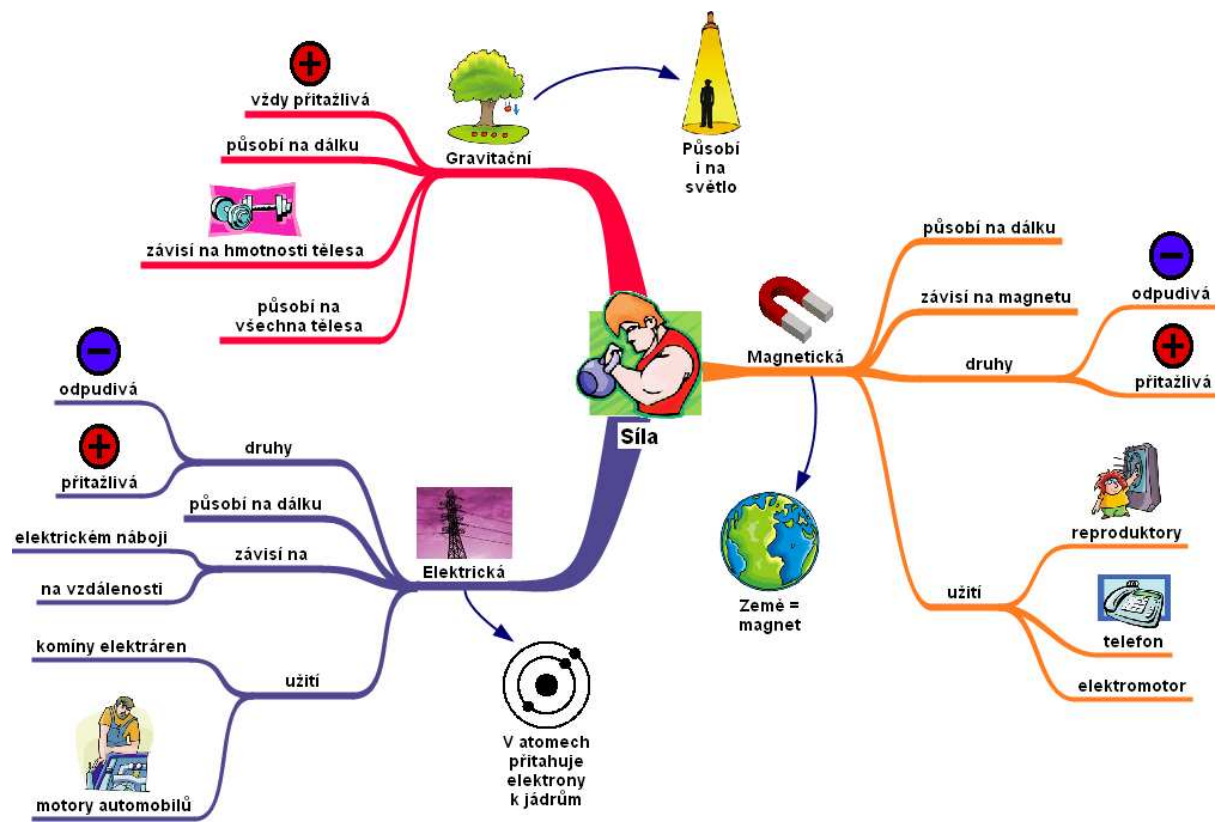 Síla
Gravitační
vždy přitažlivá
působí na dálku
závisí na hmotnosti tělesa
působí na
všechna tělesa
Působí
i na
světlo
Magnetická
působí na dálku
závisí na magnetu
druhy
odpudivá
přitažlivá
užití
reproduktory
telefon
elektromotor
Země =
magnet
Elektrická
druhy
odpudivá
přitažlivá
působí na dálku
závisí na
elektrickém náboji
na vzdálenosti
užití
komíny elektráren
motory automobilů
V atomech
přitahuje
elektrony
k jádrům